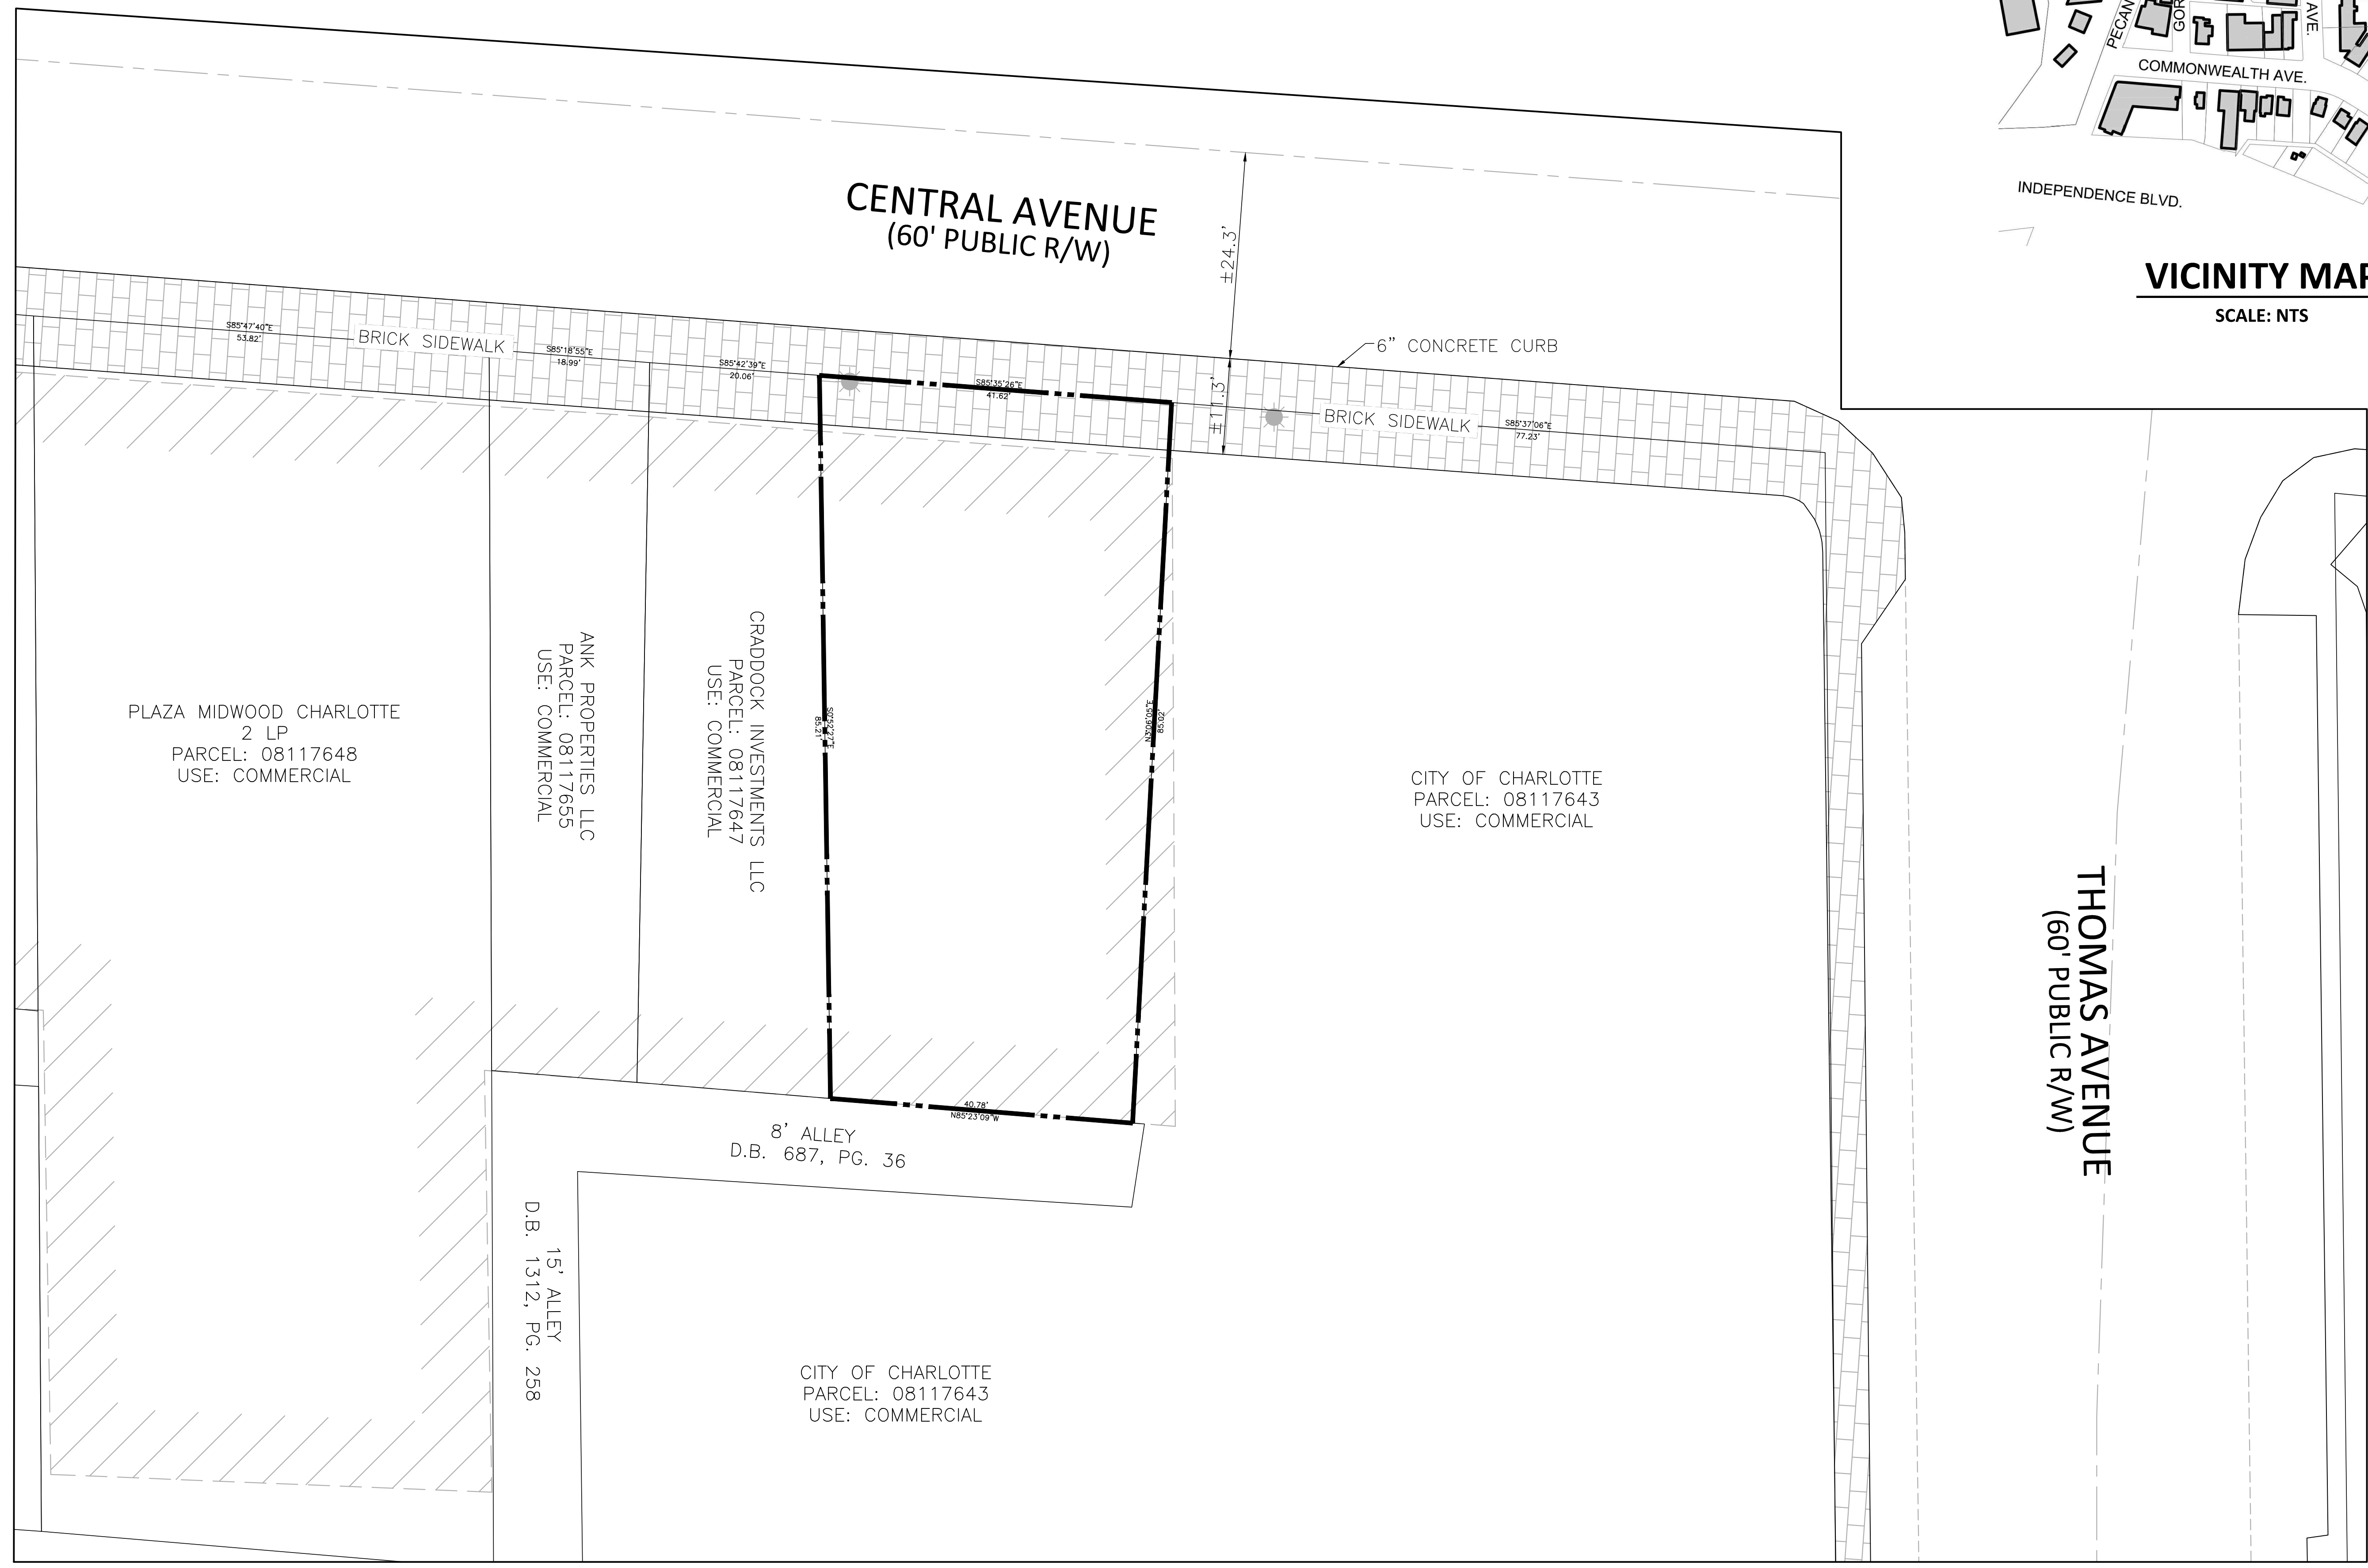 PECAN
GOR
AVE.
COMMONWEALTH AVE.
INDEPENDENCE BLVD.
VICINITY MAP
SCALE: NTS
CENTRAL AVENUE
(60' PUBLIC R/W)
±24.3'
6" CONCRETE CURB
±11.3'
S85°47'40"E
53.82'
BRICK SIDEWALK
S85°18'55"E
18.99'
S85°42'39"E
20.06'
S85°35'26"E
41.62'
BRICK SIDEWALK
S85°37'06"E
77.23'
PLAZA MIDWOOD CHARLOTTE
2 LP
PARCEL: 08117648
USE: COMMERCIAL
ANK PROPERTIES LLC
PARCEL: 08117655
USE: COMMERCIAL
CRADDOCK INVESTMENTS LLC
PARCEL: 08117647
USE: COMMERCIAL
S0°52'27"E
85.21'
85.02'
CITY OF CHARLOTTE
PARCEL: 08117643
USE: COMMERCIAL
THOMAS AVENUE
(60' PUBLIC R/W)
40.78'
N85°23'09"W
8' ALLEY
D.B. 687, PG. 36
15' ALLEY
D.B. 1312, PG. 258
CITY OF CHARLOTTE
PARCEL: 08117643
USE: COMMERCIAL